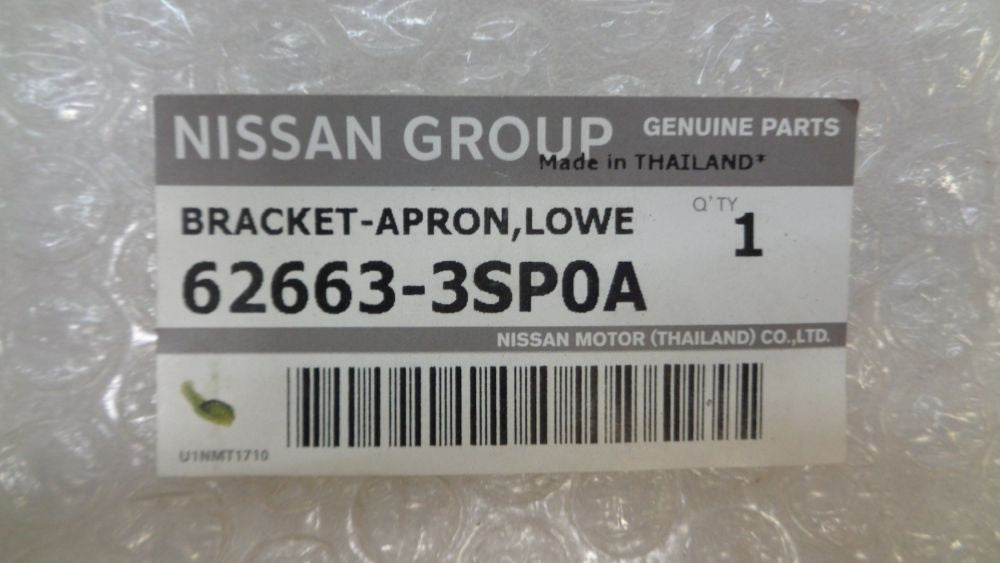 NISSAN GROUP
GENUINE PARTS
Made in THAILAND*
BRACKET-APRON,LOWE
Q'TY
1
62663-3SP0A
NISSAN MOTOR (THAILAND) CO.,LTD.
U1NMT1710